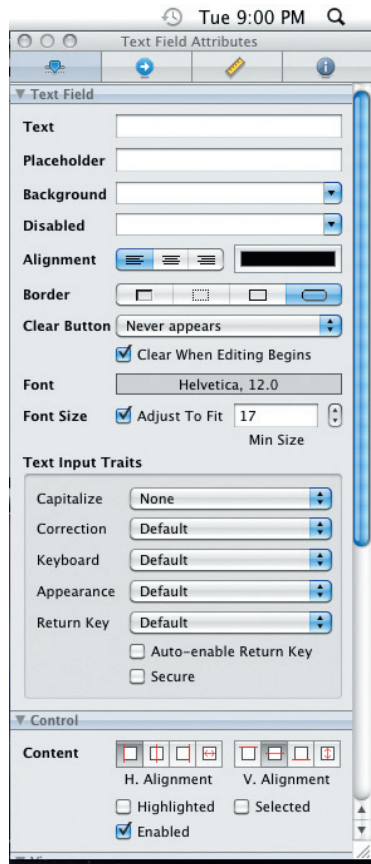 Tue 9:00 PM
Text Field Attributes
Text Field
Text
Placeholder
Background
Disabled
Alignment
Border
Clear Button Never appears
Clear When Editing Begins
Font Helvetica, 12.0
Font Size Adjust To Fit 17
Min Size
Text Input Traits
Capitalize None
Correction Default
Keyboard Default
Appearance Default
Return Key Default
Auto-enable Return Key
Secure
Control
Content
H. Alignment V. Alignment
Highlighted Selected
Enabled